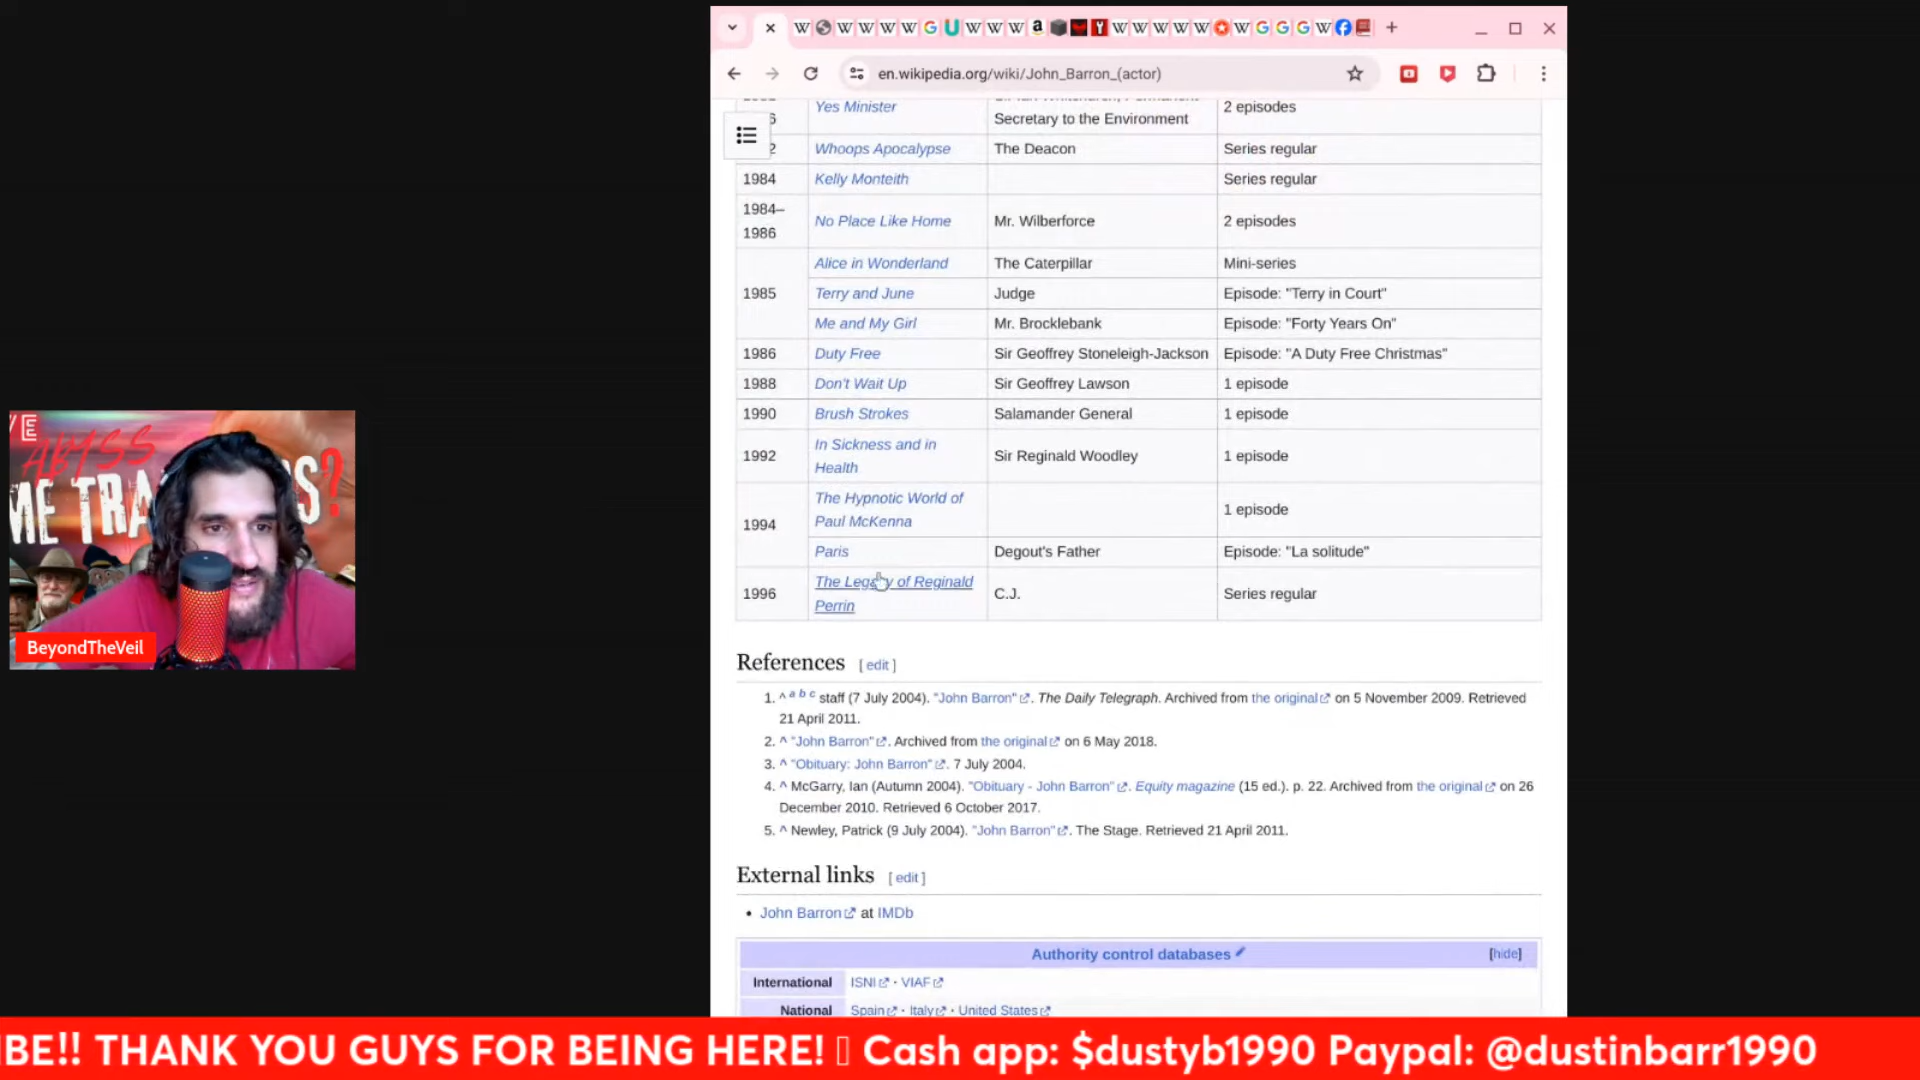 en.wikipedia.org/wiki/John_Barron_(actor)
Yes Minister
Secretary to the Environment
2 episodes
Whoops Apocalypse The Deacon Series regular
1984 Kelly Monteith Series regular
1984–
1986
No Place Like Home Mr. Wilberforce 2 episodes
1985
Alice in Wonderland The Caterpillar Mini-series
Terry and June Judge Episode: "Terry in Court"
Me and My Girl Mr. Brocklebank Episode: "Forty Years On"
1986 Duty Free Sir Geoffrey Stoneleigh-Jackson Episode: "A Duty Free Christmas"
1988 Don't Wait Up Sir Geoffrey Lawson 1 episode
1990 Brush Strokes Salamander General 1 episode
1992
In Sickness and in
Health
Sir Reginald Woodley 1 episode
1994
The Hypnotic World of
Paul McKenna
1 episode
Paris Degout's Father Episode: "La solitude"
1996
The Legacy of Reginald
Perrin
C.J. Series regular
References [ edit ]
1. ^ a b c staff (7 July 2004). "John Barron". The Daily Telegraph. Archived from the original on 5 November 2009. Retrieved
21 April 2011.
2. ^ "John Barron". Archived from the original on 6 May 2018.
3. ^ "Obituary: John Barron". 7 July 2004.
4. ^ McGarry, Ian (Autumn 2004). "Obituary - John Barron". Equity magazine (15 ed.). p. 22. Archived from the original on 26
December 2010. Retrieved 6 October 2017.
5. ^ Newley, Patrick (9 July 2004). "John Barron". The Stage. Retrieved 21 April 2011.
External links [ edit ]
• John Barron at IMDb
Authority control databases [hide]
International ISNI · VIAF
National Spain · Italy · United States
ABYSS
BeyondTheVeil
BE!! THANK YOU GUYS FOR BEING HERE! Cash app: $dustyb1990 Paypal: @dustinbarr1990